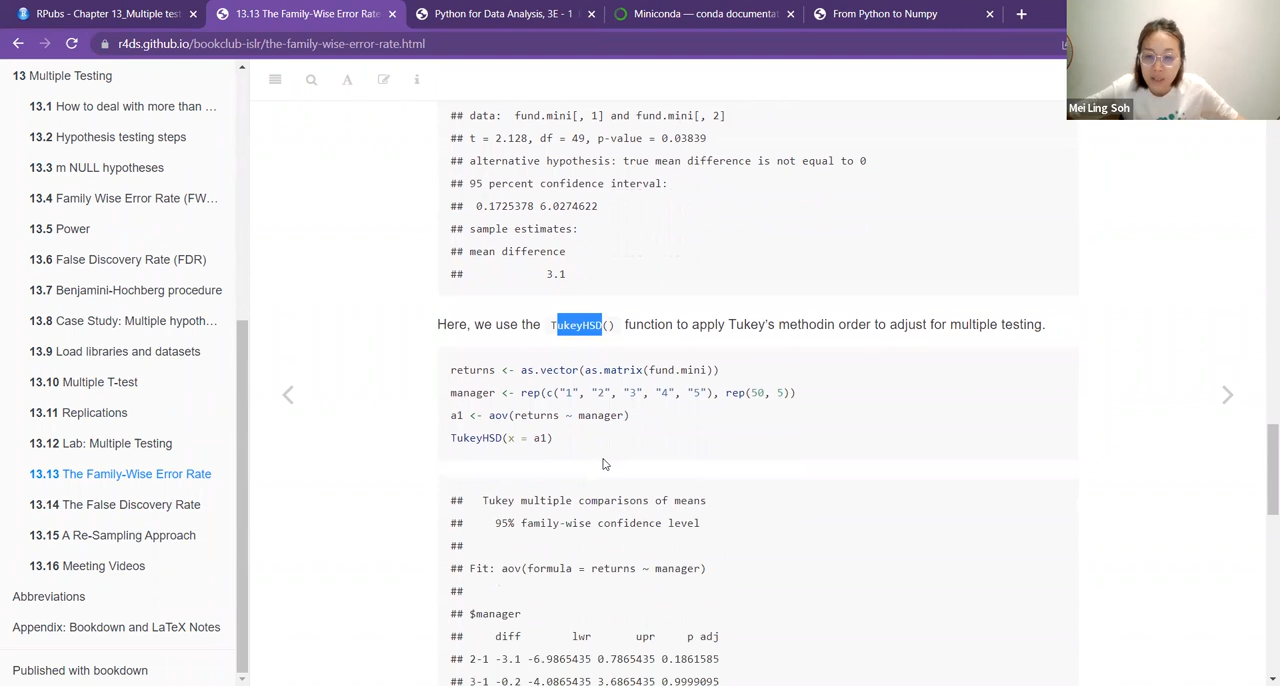 RPubs - Chapter 13_Multiple test
13.13 The Family-Wise Error Rate
Python for Data Analysis, 3E - 1
Miniconda — conda documentat
From Python to Numpy
r4ds.github.io/bookclub-islr/the-family-wise-error-rate.html
Mei Ling Soh
13 Multiple Testing
13.1 How to deal with more than …
13.2 Hypothesis testing steps
13.3 m NULL hypotheses
13.4 Family Wise Error Rate (FW…
13.5 Power
13.6 False Discovery Rate (FDR)
13.7 Benjamini-Hochberg procedure
13.8 Case Study: Multiple hypoth…
13.9 Load libraries and datasets
13.10 Multiple T-test
13.11 Replications
13.12 Lab: Multiple Testing
13.13 The Family-Wise Error Rate
13.14 The False Discovery Rate
13.15 A Re-Sampling Approach
13.16 Meeting Videos
Abbreviations
Appendix: Bookdown and LaTeX Notes
Published with bookdown
## data: fund.mini[, 1] and fund.mini[, 2]
## t = 2.128, df = 49, p-value = 0.03839
## alternative hypothesis: true mean difference is not equal to 0
## 95 percent confidence interval:
## 0.1725378 6.0274622
## sample estimates:
## mean difference
## 3.1
Here, we use the TukeyHSD() function to apply Tukey's methodin order to adjust for multiple testing.
returns <- as.vector(as.matrix(fund.mini))
manager <- rep(c("1", "2", "3", "4", "5"), rep(50, 5))
a1 <- aov(returns ~ manager)
TukeyHSD(x = a1)
## Tukey multiple comparisons of means
## 95% family-wise confidence level
##
## Fit: aov(formula = returns ~ manager)
##
## $manager
## diff lwr upr p adj
## 2-1 -3.1 -6.9865435 0.7865435 0.1861585
## 3-1 -0.2 -4.0865435 3.6865435 0.9999095